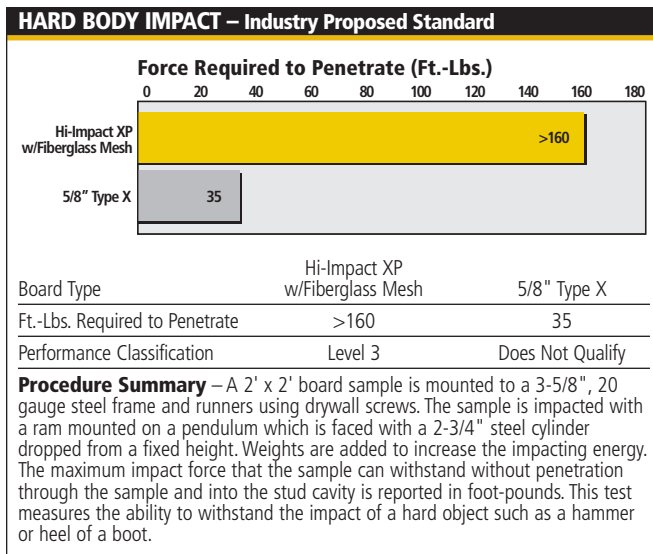 HARD BODY IMPACT – Industry Proposed Standard
Force Required to Penetrate (Ft.-Lbs.)
0 20 40 60 80 100 120 140 160 180
Hi-Impact XP
w/Fiberglass Mesh
>160
5/8" Type X
35
Hi-Impact XP
Board Type w/Fiberglass Mesh 5/8" Type X
Ft.-Lbs. Required to Penetrate >160 35
Performance Classification Level 3 Does Not Qualify
Procedure Summary – A 2' x 2' board sample is mounted to a 3-5/8", 20
gauge steel frame and runners using drywall screws. The sample is impacted with
a ram mounted on a pendulum which is faced with a 2-3/4" steel cylinder
dropped from a fixed height. Weights are added to increase the impacting energy.
The maximum impact force that the sample can withstand without penetration
through the sample and into the stud cavity is reported in foot-pounds. This test
measures the ability to withstand the impact of a hard object such as a hammer
or heel of a boot.